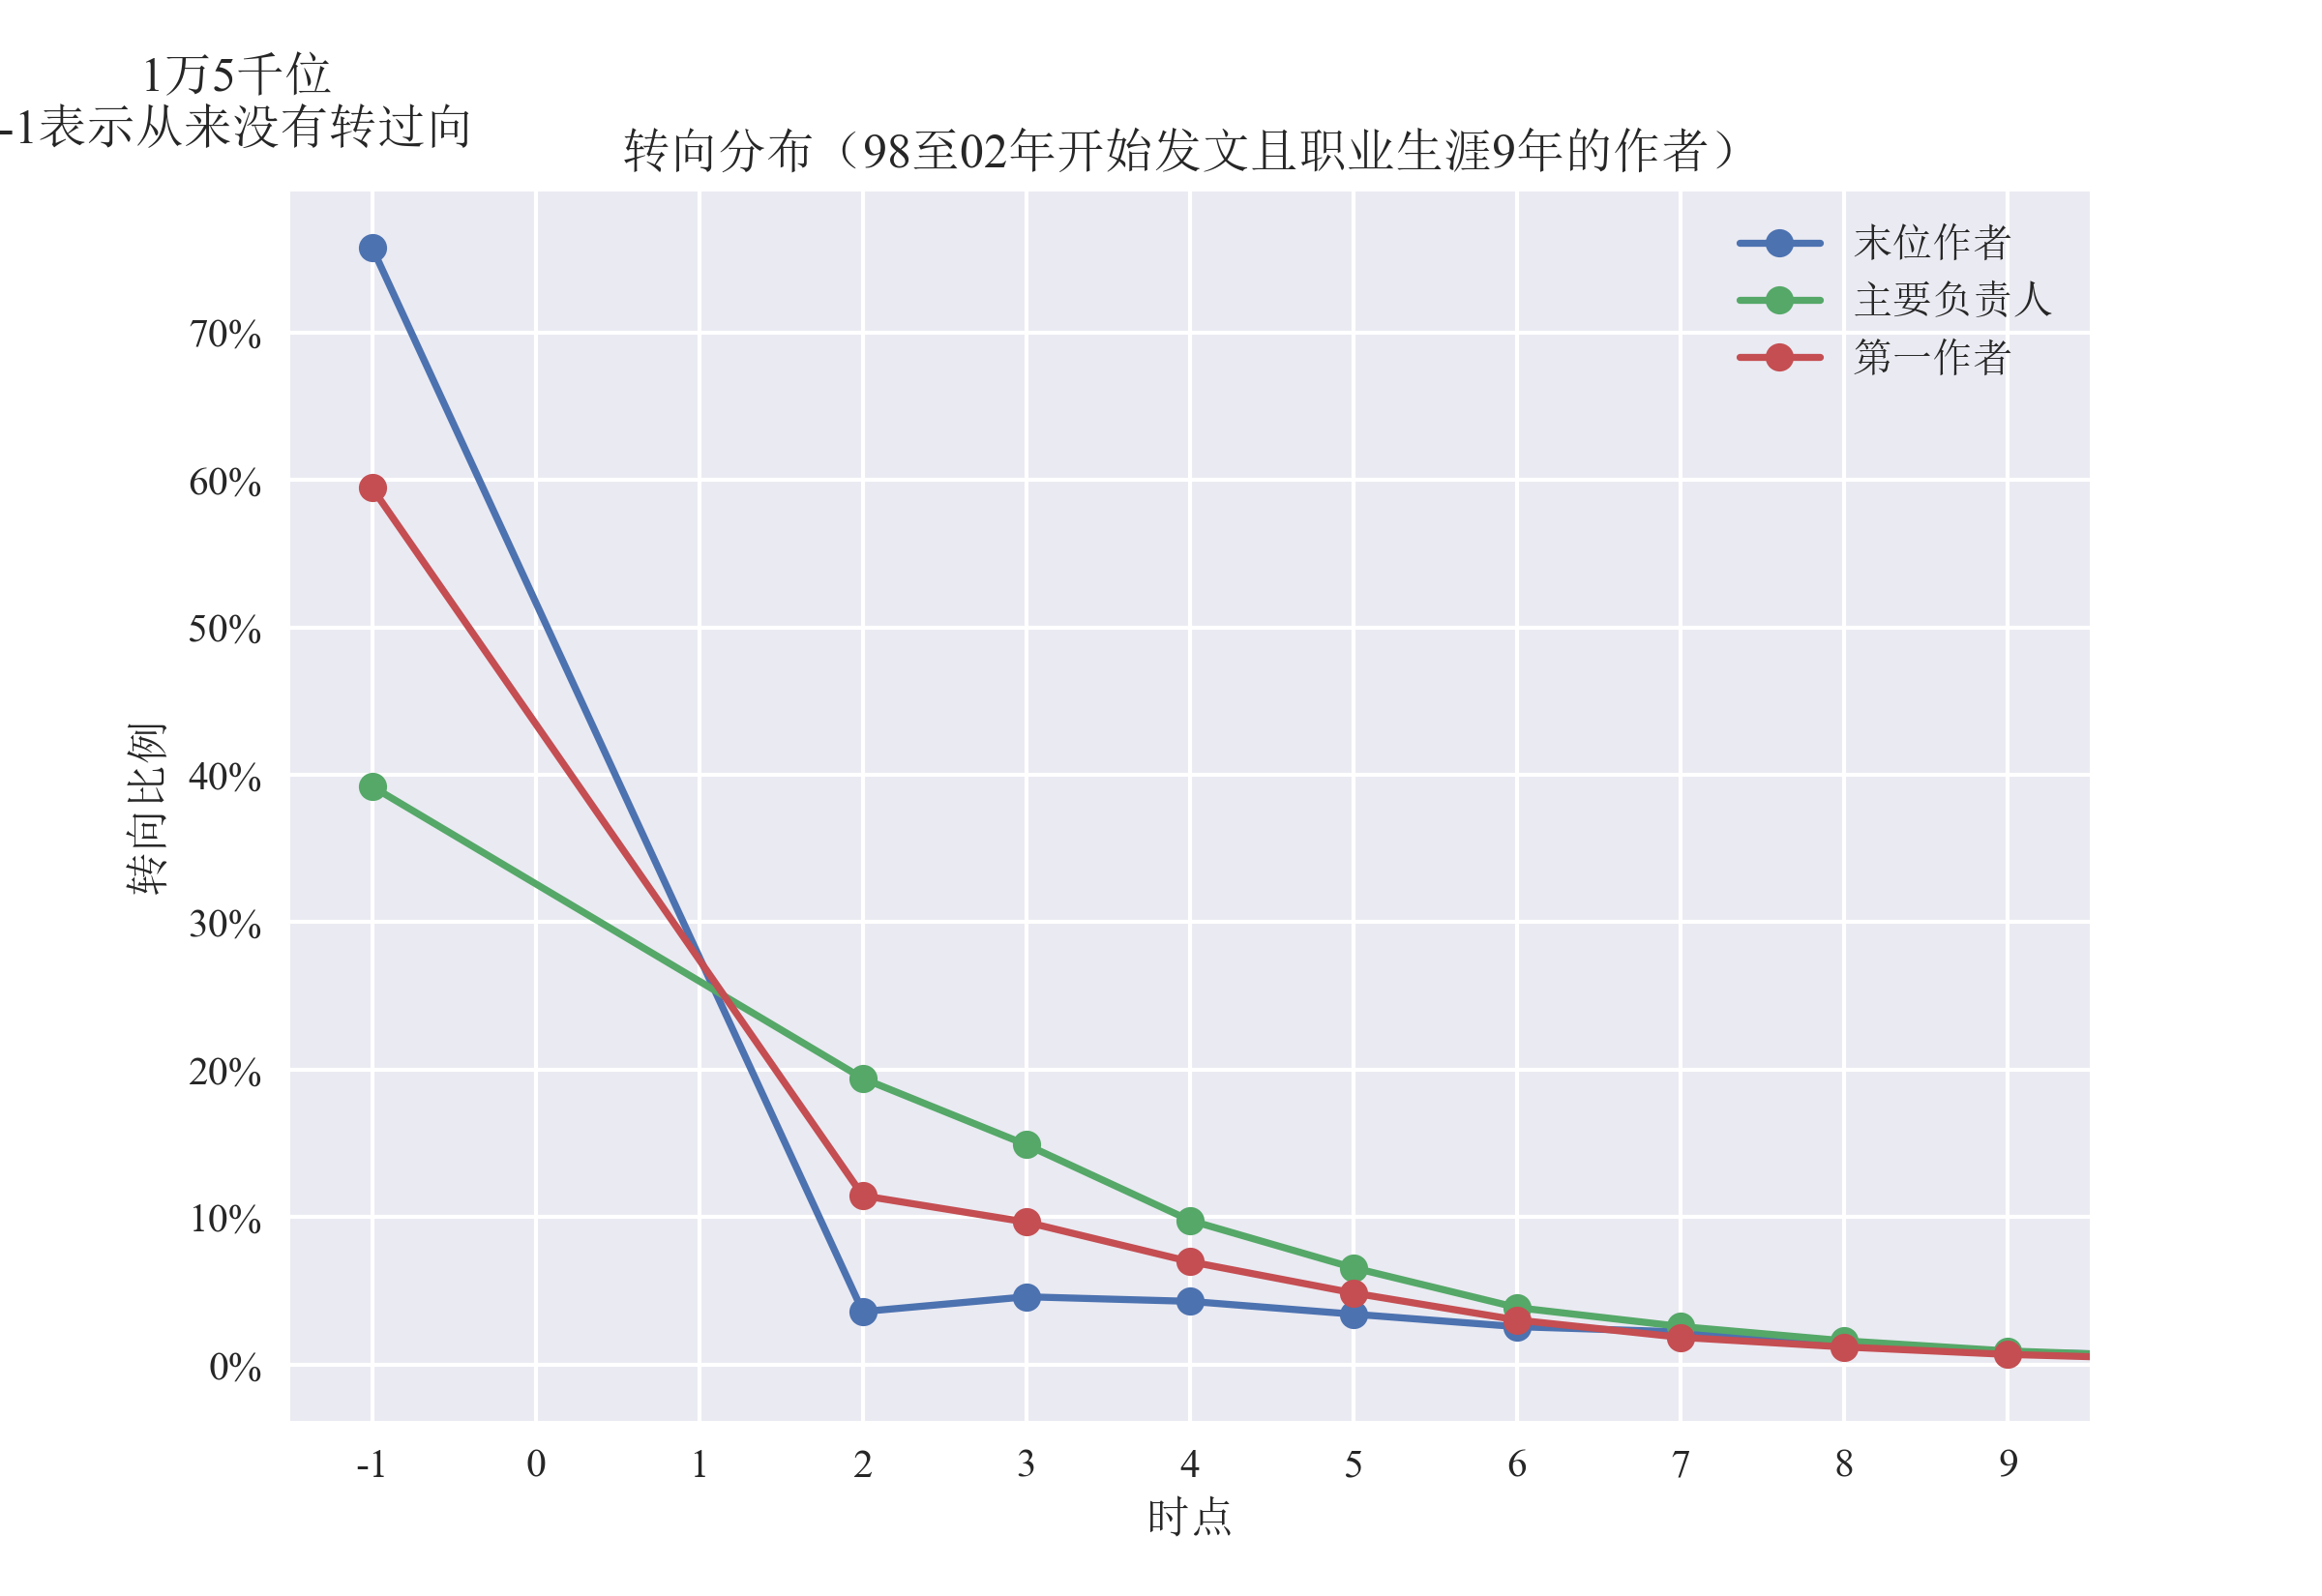 1万5千位
-1表示从来没有转过向
转向分布（98至02年开始发文且职业生涯9年的作者）
末位作者
主要负责人
第一作者
70%
60%
50%
40%
30%
20%
10%
0%
转向比例
-1 0 1 2 3 4 5 6 7 8 9
时点